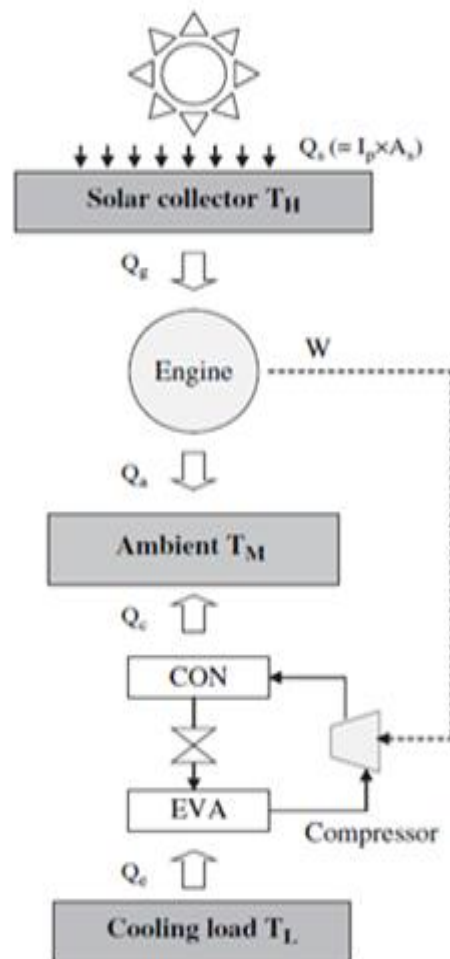 Qs (= Ip×As)
Solar collector TH
Qg
Engine
W
Qa
Ambient TM
Qc
CON
EVA
Compressor
Qe
Cooling load TL